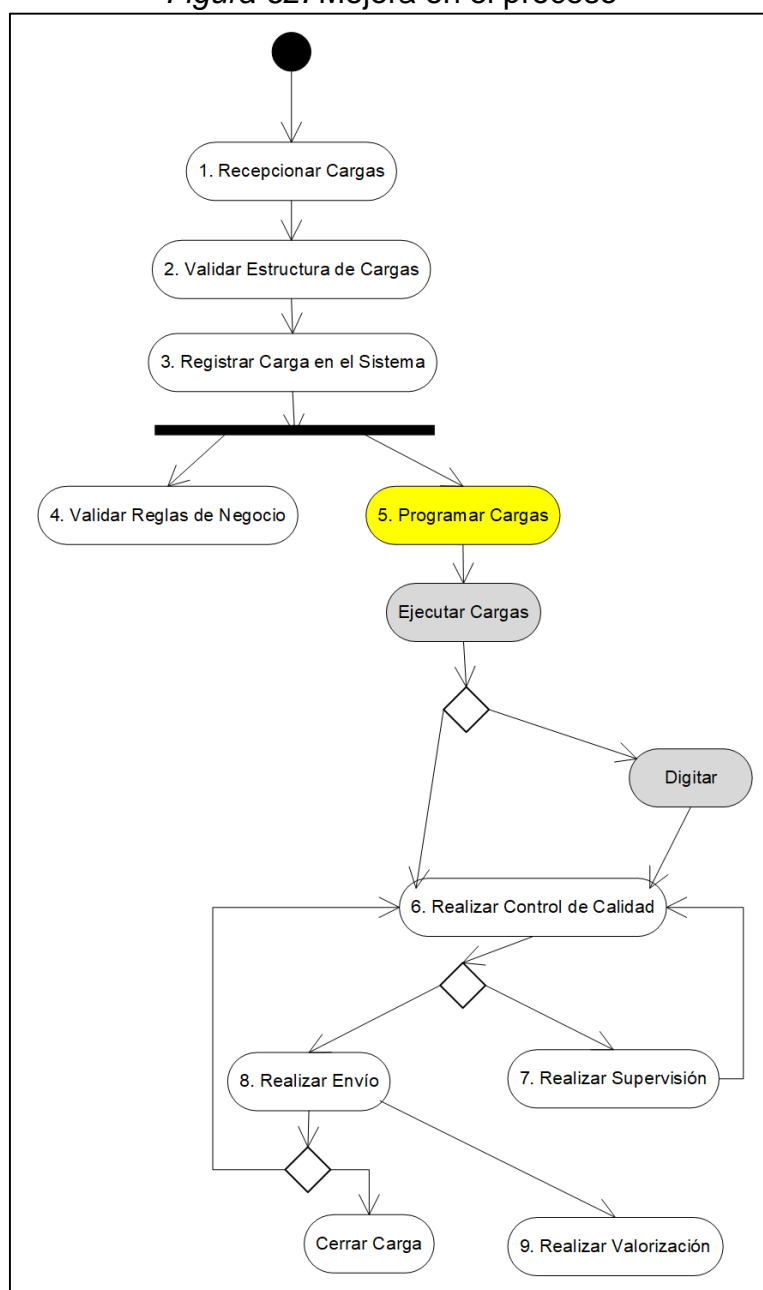 Figura 32. Mejora en el proceso
1. Recepcionar Cargas
2. Validar Estructura de Cargas
3. Registrar Carga en el Sistema
4. Validar Reglas de Negocio
5. Programar Cargas
Ejecutar Cargas
Digitar
6. Realizar Control de Calidad
8. Realizar Envío
7. Realizar Supervisión
Cerrar Carga
9. Realizar Valorización